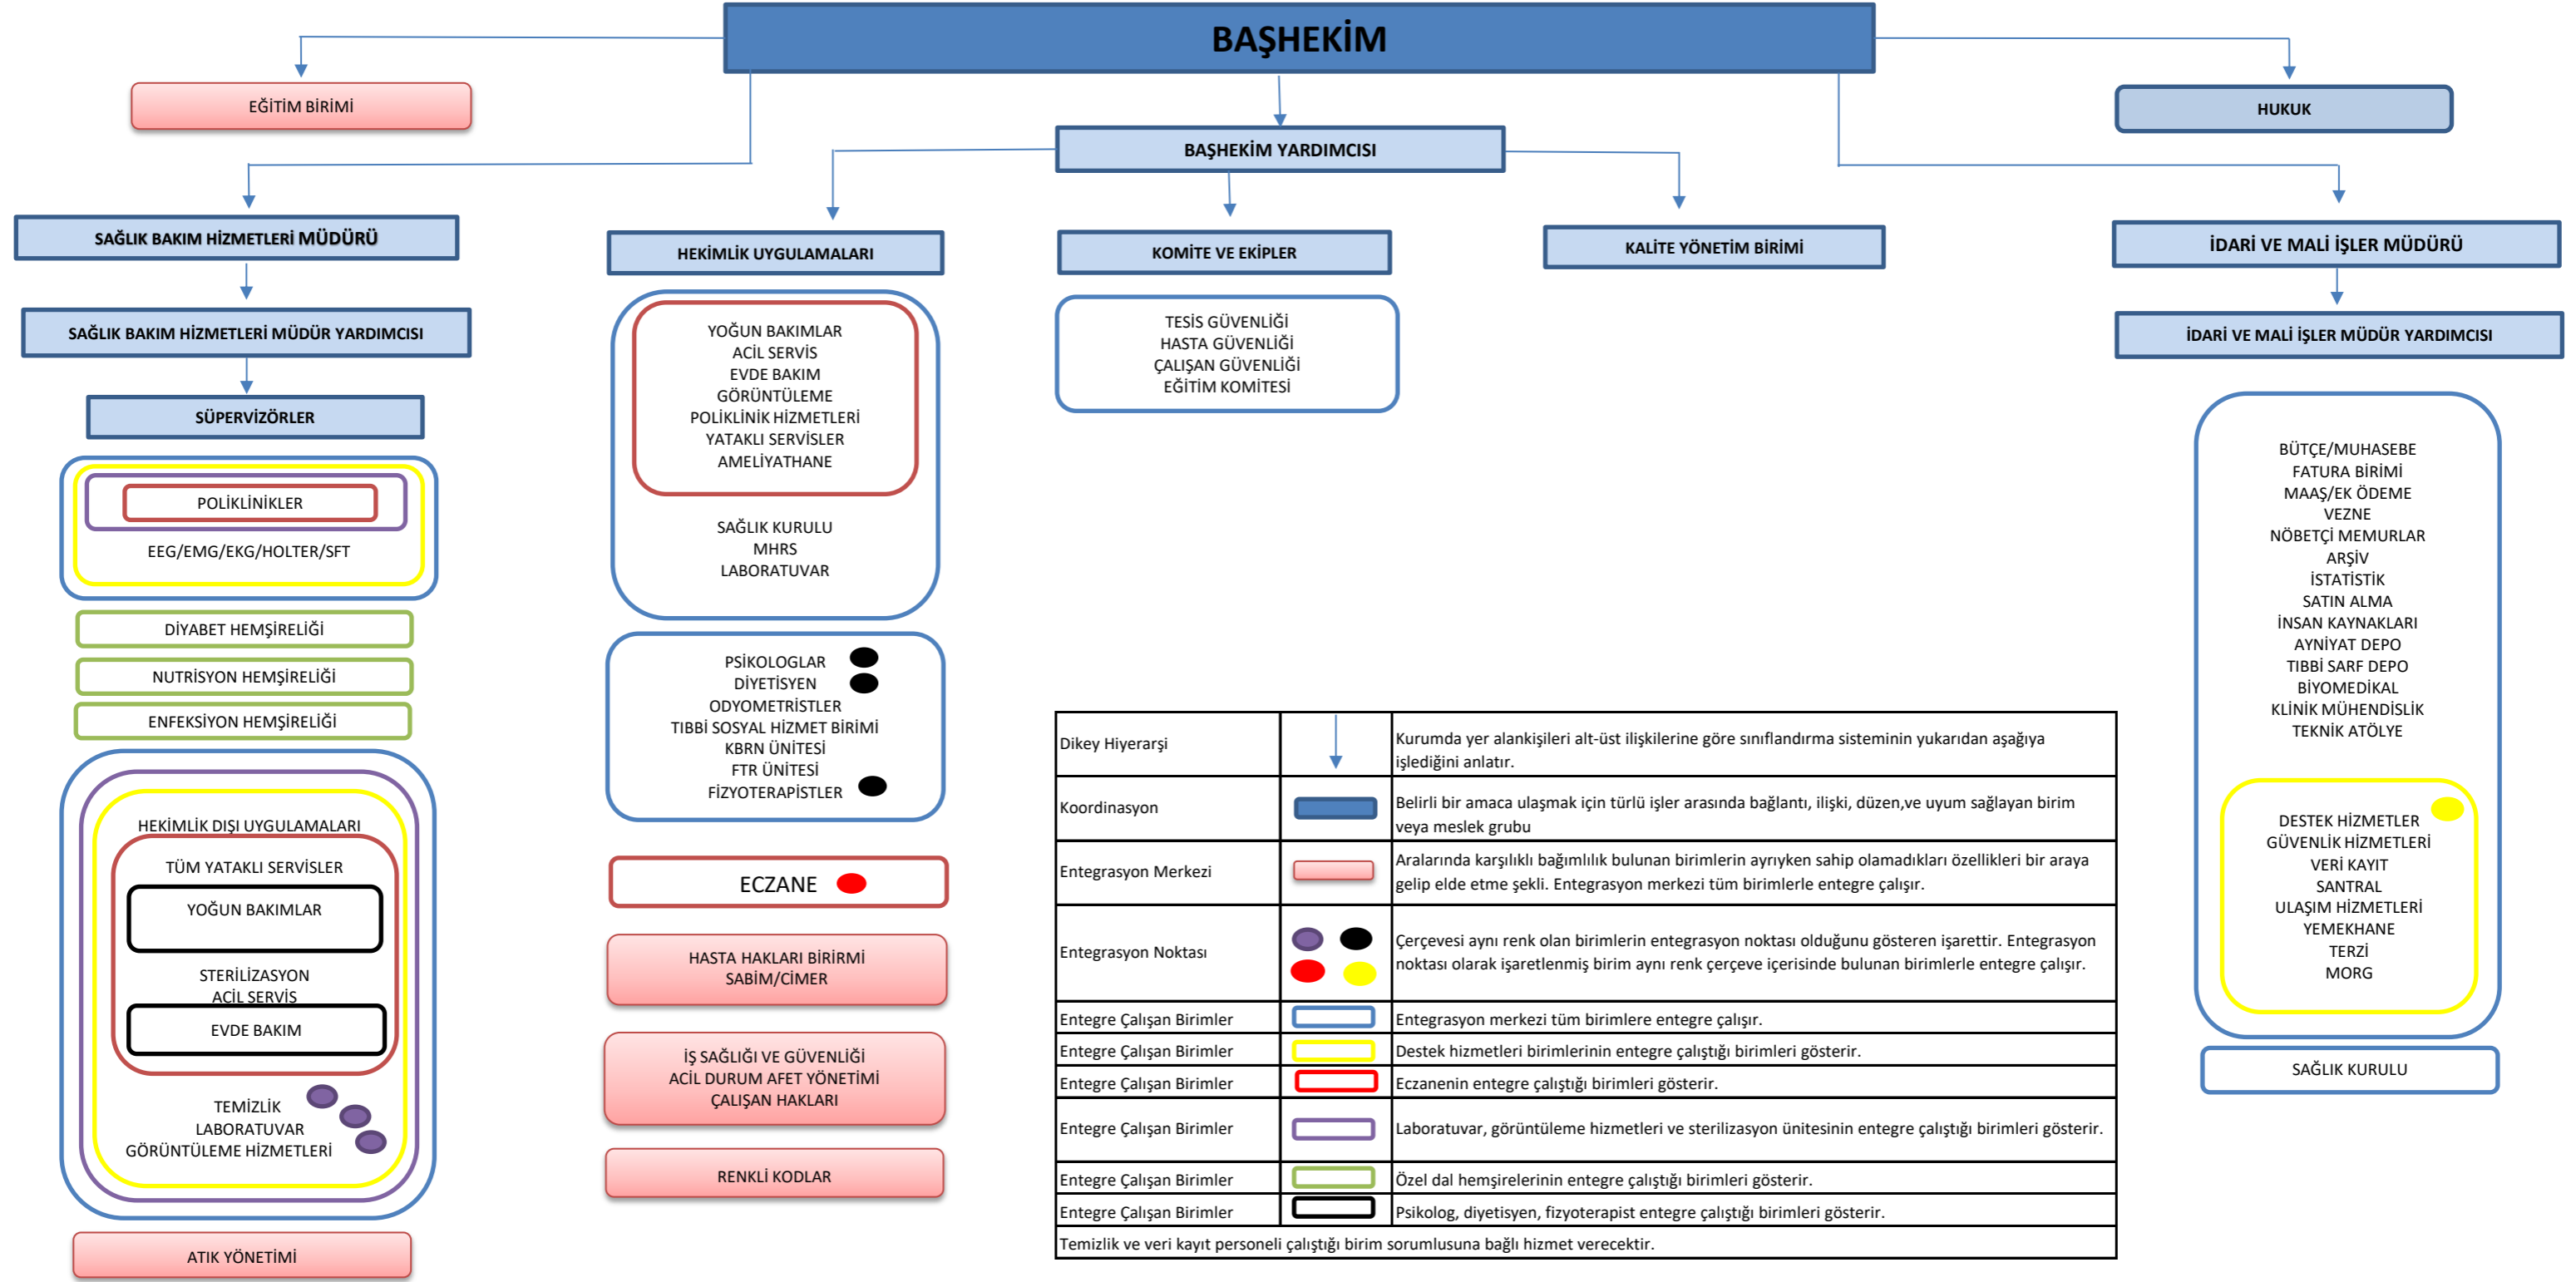 BAŞHEKİM
EĞİTİM BİRİMİ
HUKUK
BAŞHEKİM YARDIMCISI
SAĞLIK BAKIM HİZMETLERİ MÜDÜRÜ
HEKİMLİK UYGULAMALARI
KOMİTE VE EKİPLER
KALİTE YÖNETİM BİRİMİ
İDARİ VE MALİ İŞLER MÜDÜRÜ
SAĞLIK BAKIM HİZMETLERİ MÜDÜR YARDIMCISI
İDARİ VE MALİ İŞLER MÜDÜR YARDIMCISI
SÜPERVİZÖRLER
POLİKLİNİKLER
EEG/EMG/EKG/HOLTER/SFT
DİYABET HEMŞİRELİĞİ
NUTRİSYON HEMŞİRELİĞİ
ENFEKSİYON HEMŞİRELİĞİ
HEKİMLİK DIŞI UYGULAMALARI
TÜM YATAKLI SERVİSLER
YOĞUN BAKIMLAR
STERİLİZASYON
ACİL SERVİS
EVDE BAKIM
TEMİZLİK
LABORATUVAR
GÖRÜNTÜLEME HİZMETLERİ
ATIK YÖNETİMİ
YOĞUN BAKIMLAR
ACİL SERVİS
EVDE BAKIM
GÖRÜNTÜLEME
POLİKLİNİK HİZMETLERİ
YATAKLI SERVİSLER
AMELİYATHANE
SAĞLIK KURULU
MHRS
LABORATUVAR
PSİKOLOGLAR
DİYETİSYEN
ODYOMETRİSTLER
TIBBİ SOSYAL HİZMET BİRİMİ
KBRN ÜNİTESİ
FTR ÜNİTESİ
FİZYOTERAPİSTLER
ECZANE
HASTA HAKLARI BİRİRMİ
SABİM/CİMER
İŞ SAĞLIĞI VE GÜVENLİĞİ
ACİL DURUM AFET YÖNETİMİ
ÇALIŞAN HAKLARI
RENKLİ KODLAR
TESİS GÜVENLİĞİ
HASTA GÜVENLİĞİ
ÇALIŞAN GÜVENLİĞİ
EĞİTİM KOMİTESİ
Dikey Hiyerarşi
Kurumda yer alankişileri alt-üst ilişkilerine göre sınıflandırma sisteminin yukarıdan aşağıya
işlediğini anlatır.
Koordinasyon
Belirli bir amaca ulaşmak için türlü işler arasında bağlantı, ilişki, düzen,ve uyum sağlayan birim
veya meslek grubu
Entegrasyon Merkezi
Aralarında karşılıklı bağımlılık bulunan birimlerin ayrıyken sahip olamadıkları özellikleri bir araya
gelip elde etme şekli. Entegrasyon merkezi tüm birimlerle entegre çalışır.
Entegrasyon Noktası
Çerçevesi aynı renk olan birimlerin entegrasyon noktası olduğunu gösteren işarettir. Entegrasyon
noktası olarak işaretlenmiş birim aynı renk çerçeve içerisinde bulunan birimlerle entegre çalışır.
Entegre Çalışan Birimler
Entegrasyon merkezi tüm birimlere entegre çalışır.
Entegre Çalışan Birimler
Destek hizmetleri birimlerinin entegre çalıştığı birimleri gösterir.
Entegre Çalışan Birimler
Eczanenin entegre çalıştığı birimleri gösterir.
Entegre Çalışan Birimler
Laboratuvar, görüntüleme hizmetleri ve sterilizasyon ünitesinin entegre çalıştığı birimleri gösterir.
Entegre Çalışan Birimler
Özel dal hemşirelerinin entegre çalıştığı birimleri gösterir.
Entegre Çalışan Birimler
Psikolog, diyetisyen, fizyoterapist entegre çalıştığı birimleri gösterir.
Temizlik ve veri kayıt personeli çalıştığı birim sorumlusuna bağlı hizmet verecektir.
BÜTÇE/MUHASEBE
FATURA BİRİMİ
MAAŞ/EK ÖDEME
VEZNE
NÖBETÇİ MEMURLAR
ARŞİV
İSTATİSTİK
SATIN ALMA
İNSAN KAYNAKLARI
AYNİYAT DEPO
TIBBİ SARF DEPO
BİYOMEDİKAL
KLİNİK MÜHENDİSLİK
TEKNİK ATÖLYE
DESTEK HİZMETLER
GÜVENLİK HİZMETLERİ
VERİ KAYIT
SANTRAL
ULAŞIM HİZMETLERİ
YEMEKHANE
TERZİ
MORG
SAĞLIK KURULU